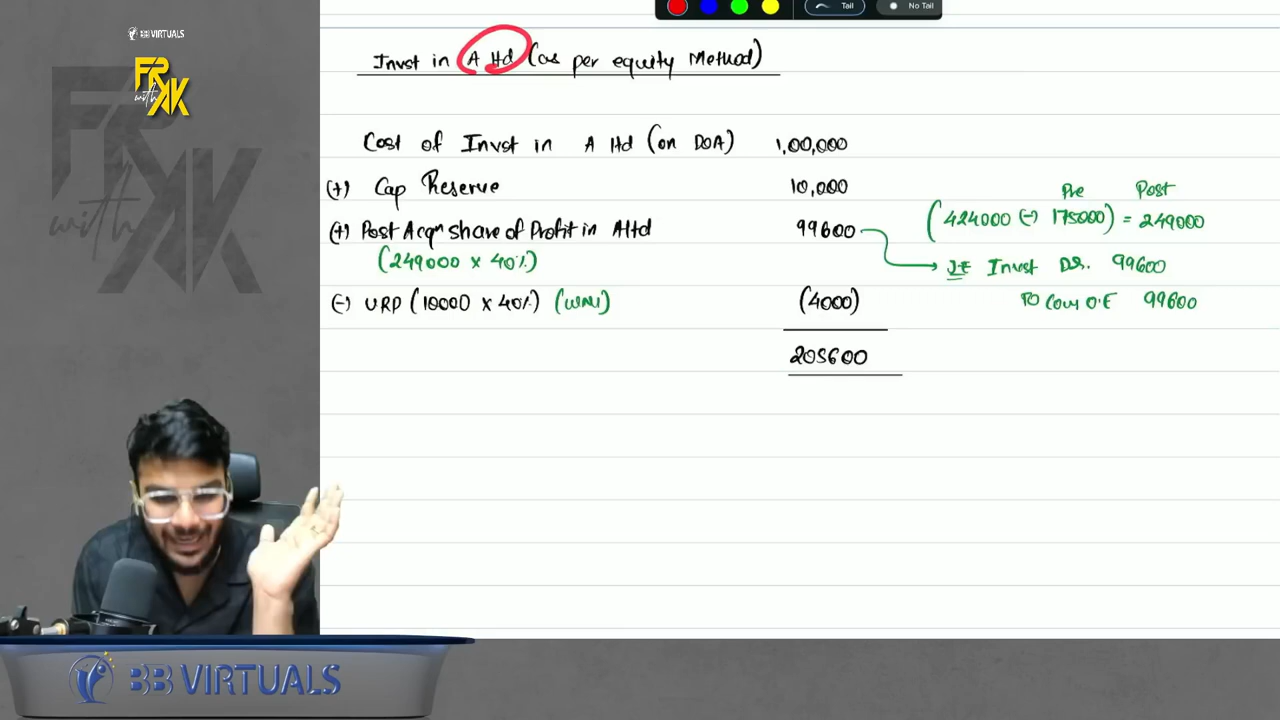 BB VIRTUALS
FR
with
AK
Tail
No Tail
Invst in A ltd (as per equity Method)
Cost of Invst in A ltd (on DOA) 1,00,000
(+) Cap Reserve 10,000
(+) Post Acqn share of Profit in A ltd 99600
(249000 x 40%)
(-) URP (10000 x 40%) (WN1) (4000)
205600
Pre Post
(424000 (-) 175000) = 249000
JE Invst Dr. 99600
To Cons O.E 99600
BB VIRTUALS